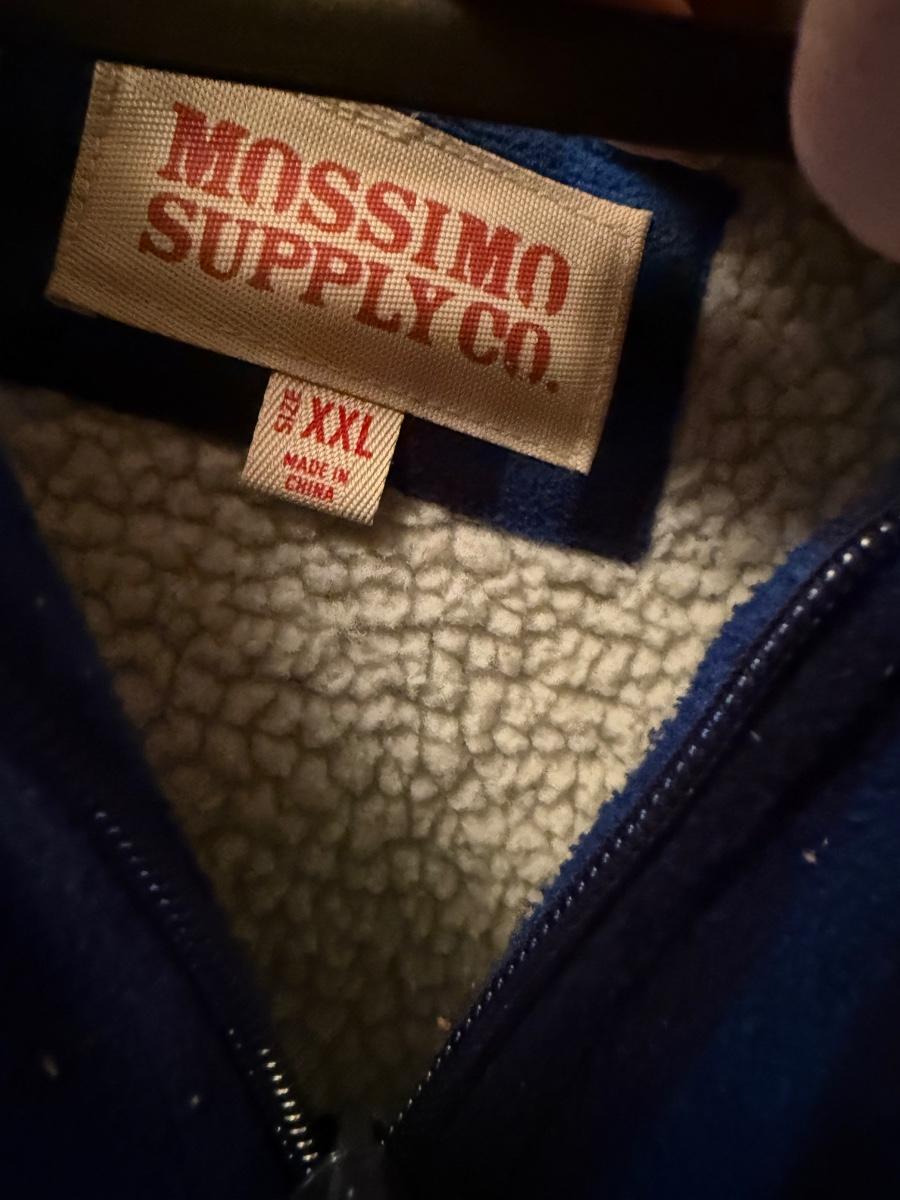 MOSSIMO
SUPPLY CO.
SIZE XXL
MADE IN
CHINA